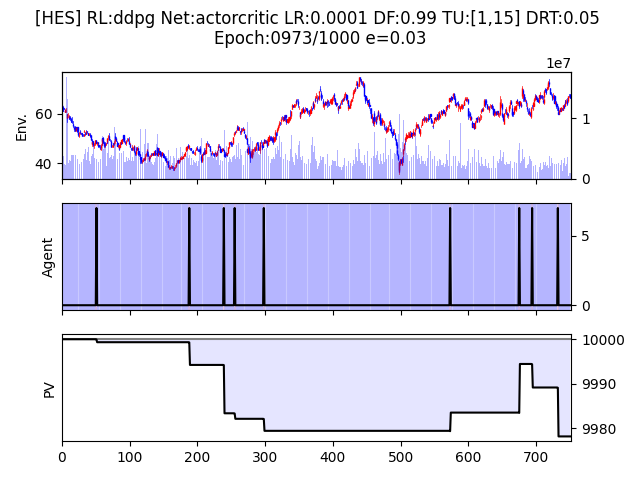 [HES] RL:ddpg Net:actorcritic LR:0.0001 DF:0.99 TU:[1,15] DRT:0.05
Epoch:0973/1000 e=0.03
1e7
Env.
60
40
1
0
Agent
5
0
PV
10000
9990
9980
0 100 200 300 400 500 600 700